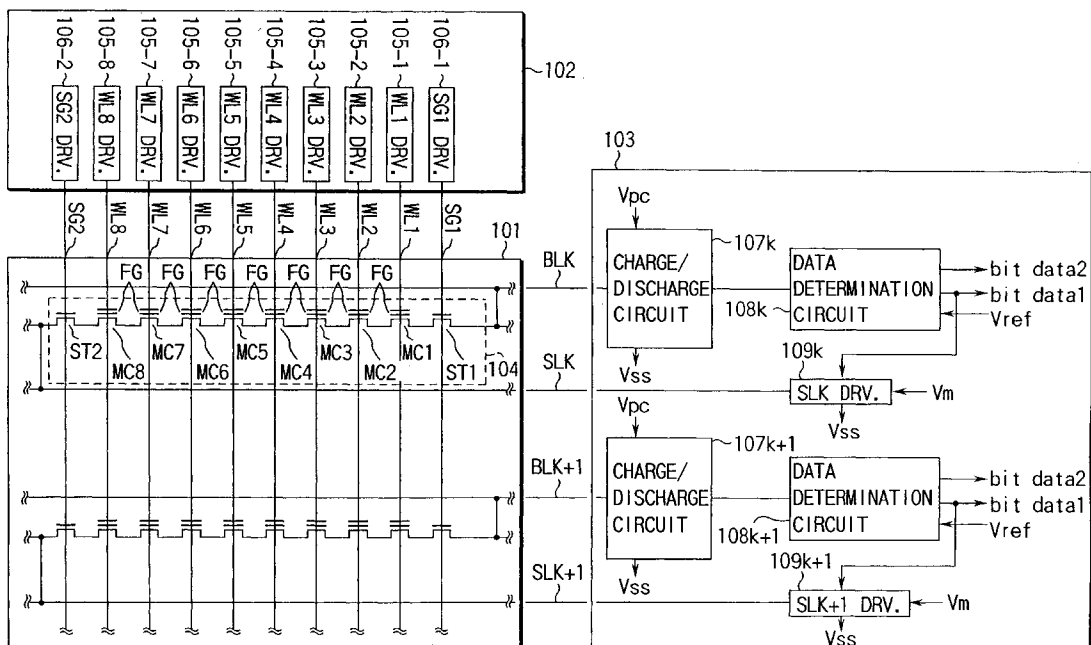 106-2 105-8 105-7 105-6 105-5 105-4 105-3 105-2 105-1 106-1
SG2 DRV. WL8 DRV. WL7 DRV. WL6 DRV. WL5 DRV. WL4 DRV. WL3 DRV. WL2 DRV. WL1 DRV. SG1 DRV.
102
SG2 WL8 WL7 WL6 WL5 WL4 WL3 WL2 WL1 SG1
101
FG FG FG FG FG FG FG
ST2 MC8 MC7 MC6 MC5 MC4 MC3 MC2 MC1 ST1
104
BLK
SLK
BLK+1
SLK+1
103
Vpc
107k
CHARGE/
DISCHARGE
CIRCUIT
Vss
DATA
DETERMINATION
CIRCUIT
108k
bit data2
bit data1
Vref
109k
SLK DRV.
Vm
Vss
Vpc
107k+1
CHARGE/
DISCHARGE
CIRCUIT
Vss
DATA
DETERMINATION
CIRCUIT
108k+1
bit data2
bit data1
Vref
109k+1
SLK+1 DRV.
Vm
Vss